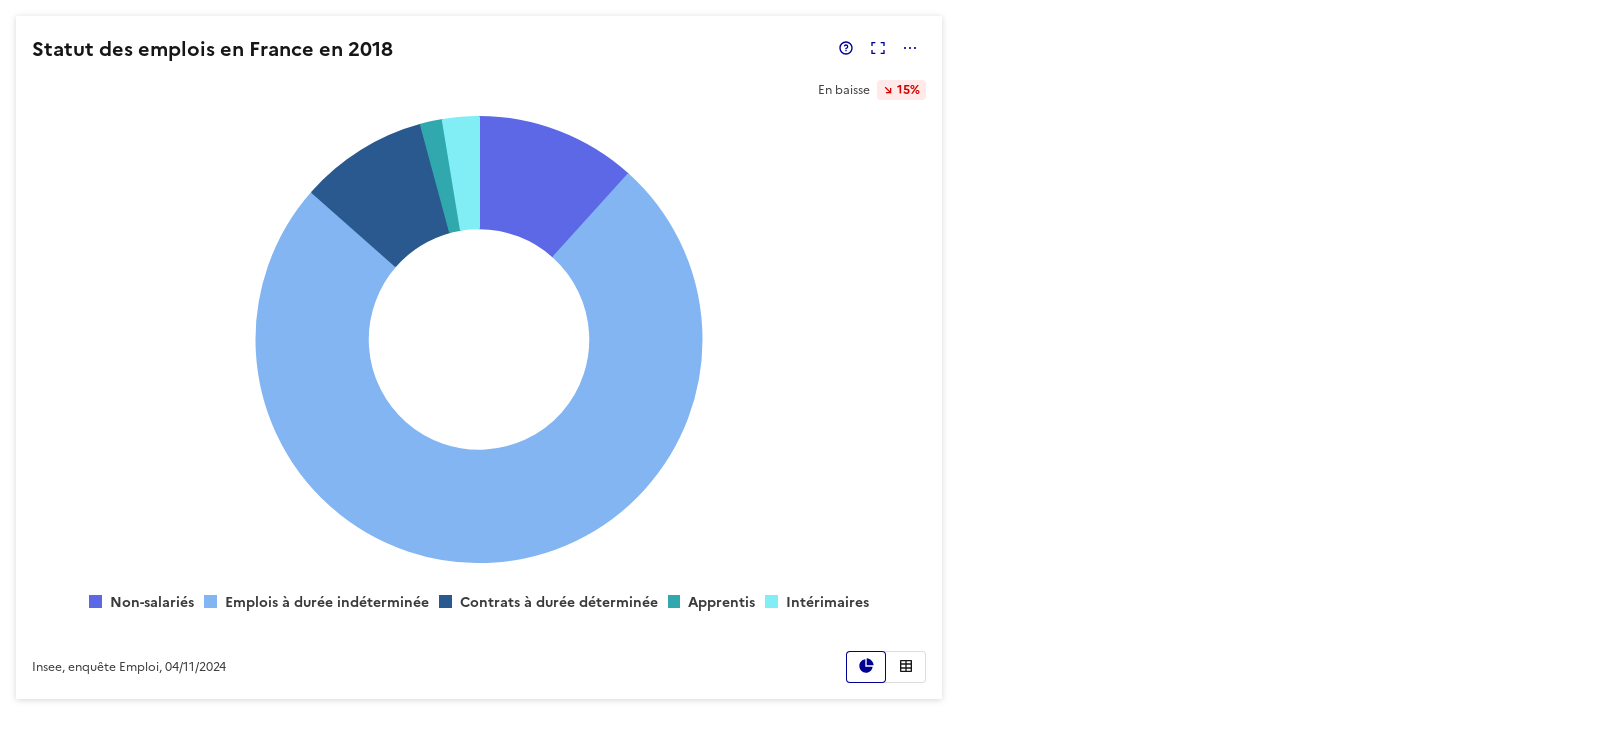 Statut des emplois en France en 2018
En baisse 15%
Non-salariés Emplois à durée indéterminée Contrats à durée déterminée Apprentis Intérimaires
Insee, enquête Emploi, 04/11/2024